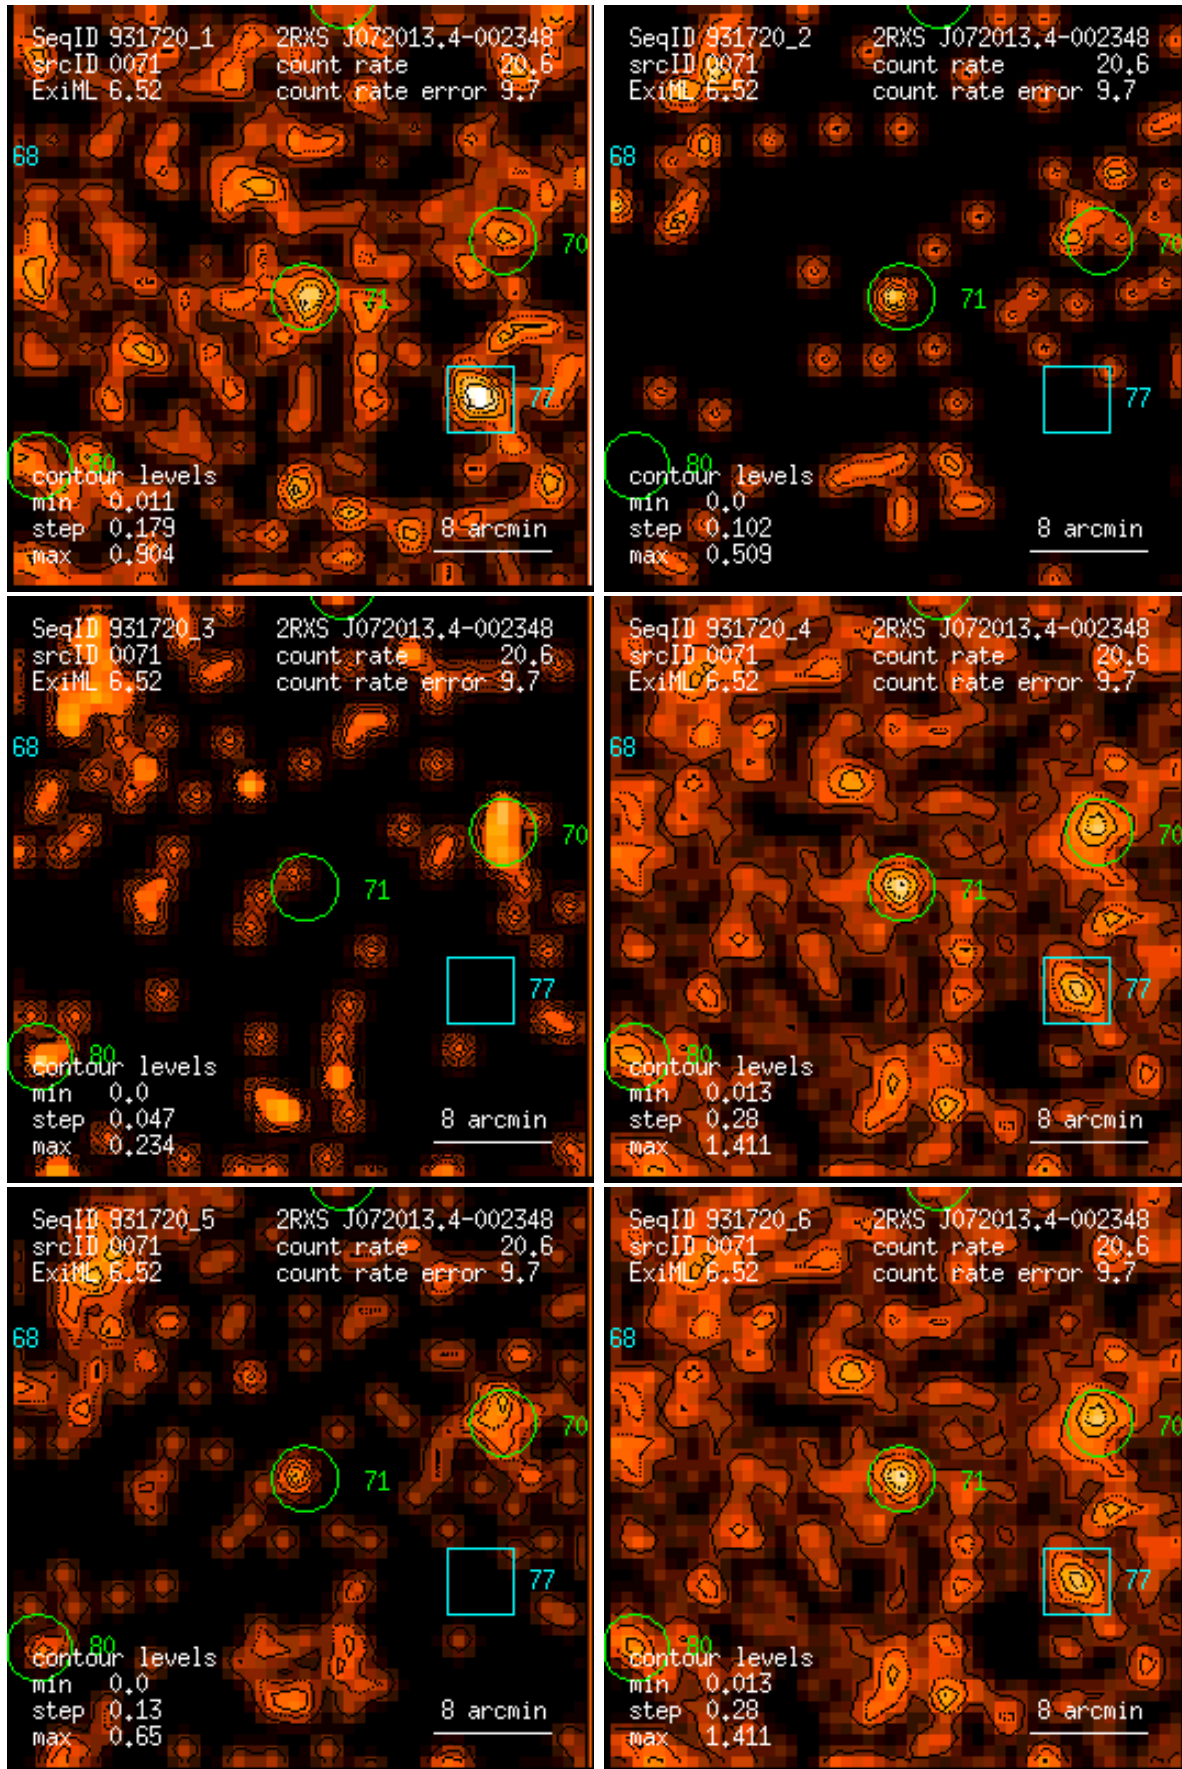 SeqID 931720_1 2RXS J072013.4-002348
srcID 0071 count rate 20.6
ExiML 6.52 count rate error 9.7
68
70
71
77
80
contour levels
min 0.011
step 0.179 8 arcmin
max 0.904
SeqID 931720_2 2RXS J072013.4-002348
srcID 0071 count rate 20.6
ExiML 6.52 count rate error 9.7
68
70
71
77
80
contour levels
min 0.0
step 0.102 8 arcmin
max 0.509
SeqID 931720_3 2RXS J072013.4-002348
srcID 0071 count rate 20.6
ExiML 6.52 count rate error 9.7
68
70
71
77
80
contour levels
min 0.0
step 0.047 8 arcmin
max 0.234
SeqID 931720_4 2RXS J072013.4-002348
srcID 0071 count rate 20.6
ExiML 6.52 count rate error 9.7
68
70
71
77
80
contour levels
min 0.013
step 0.28 8 arcmin
max 1.411
SeqID 931720_5 2RXS J072013.4-002348
srcID 0071 count rate 20.6
ExiML 6.52 count rate error 9.7
68
70
71
77
80
contour levels
min 0.0
step 0.13 8 arcmin
max 0.65
SeqID 931720_6 2RXS J072013.4-002348
srcID 0071 count rate 20.6
ExiML 6.52 count rate error 9.7
68
70
71
77
80
contour levels
min 0.013
step 0.28 8 arcmin
max 1.411